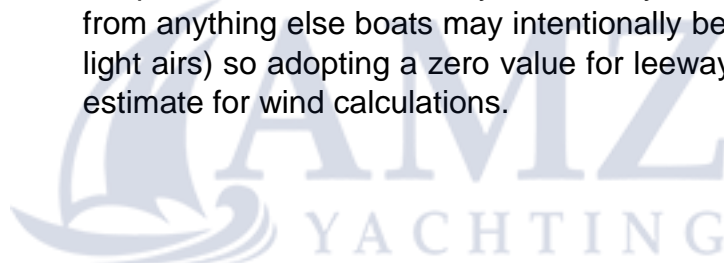 from anything else boats may intentionally be
light airs) so adopting a zero value for leeway
estimate for wind calculations.
AMZ
YACHTING